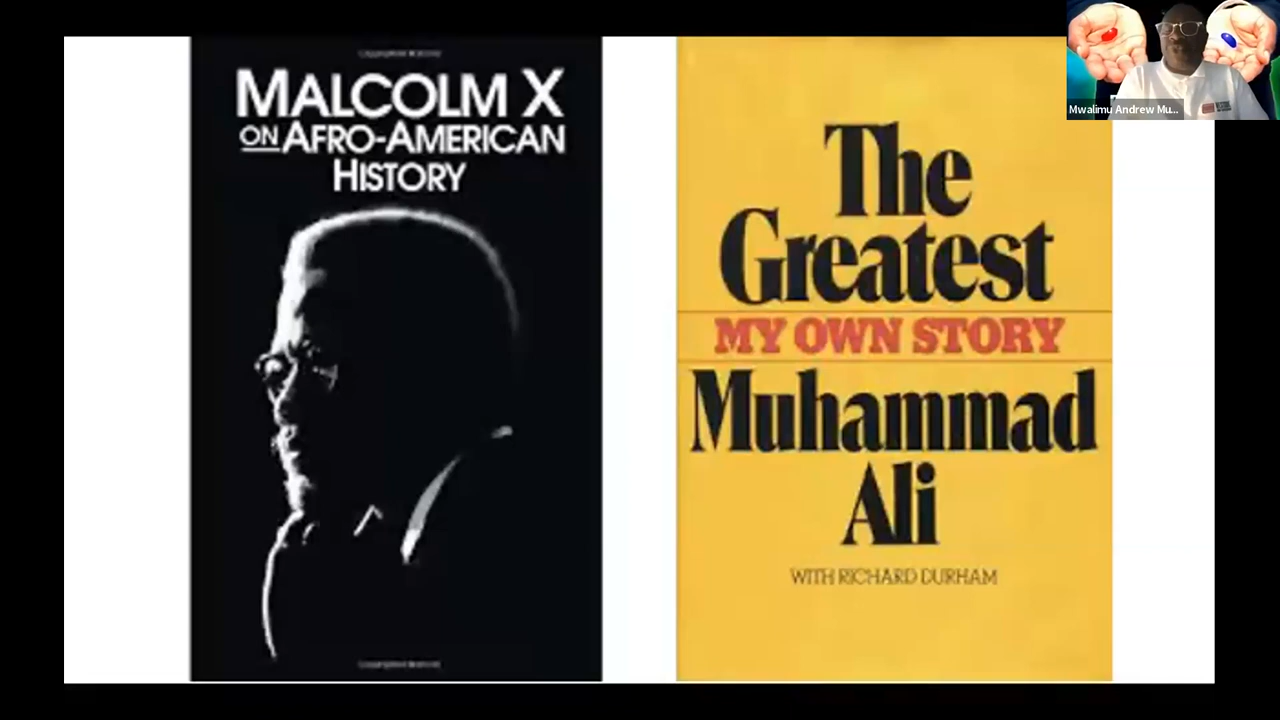 MALCOLM X
ON AFRO-AMERICAN
HISTORY
The
Greatest
MY OWN STORY
Muhammad
Ali
WITH RICHARD DURHAM
Mwalimu Andrew Mu...